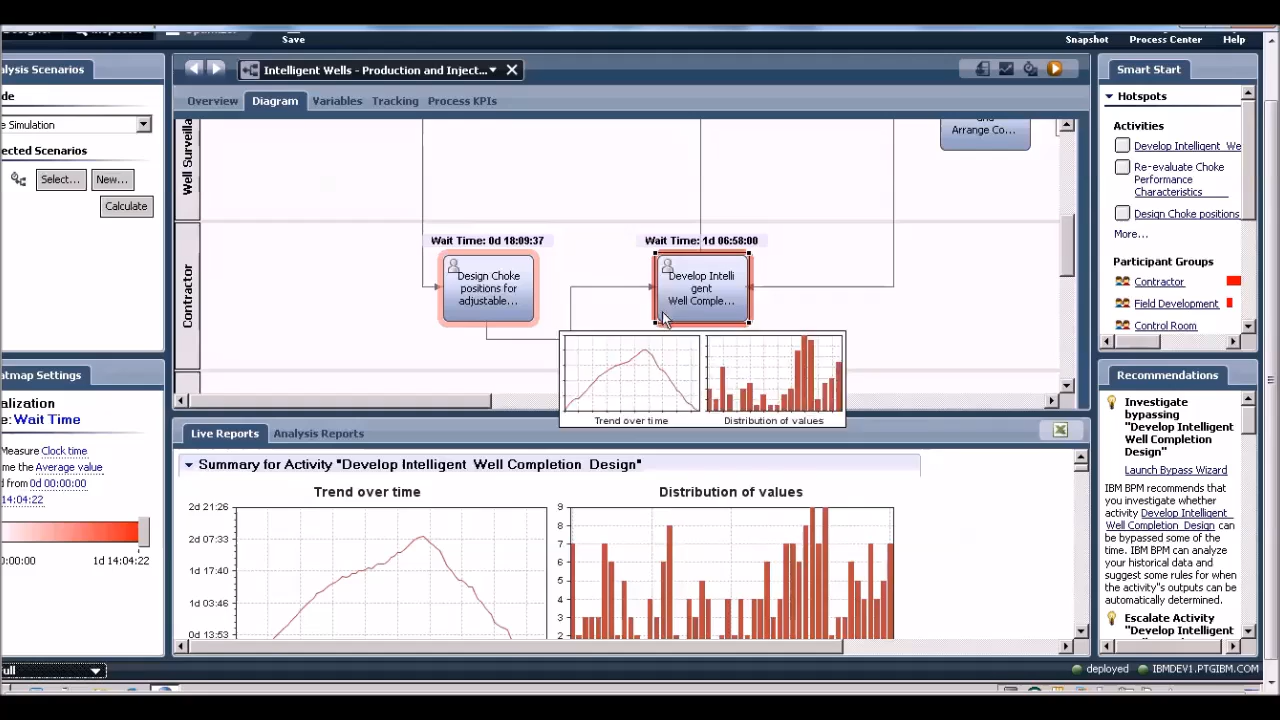 Save
Snapshot
Process Center
Help
alysis Scenarios
Intelligent Wells - Production and Inject...
Smart Start
de
Overview
Diagram
Variables
Tracking
Process KPIs
Hotspots
e Simulation
Activities
ected Scenarios
Select...
New...
Calculate
Develop Intelligent We
Re-evaluate Choke
Performance
Characteristics
Design Choke positions
More...
Participant Groups
Contractor
Field Development
Control Room
Well Surveilla
Arrange Co...
Contractor
Wait Time: 0d 18:09:37
Wait Time: 1d 06:58:00
Design Choke
positions for
adjustable...
Develop Intelli
gent
Well Comple...
Trend over time
Distribution of values
atmap Settings
alization
e: Wait Time
Measure Clock time
me the Average value
d from 0d 00:00:00
14:04:22
0:00:00
1d 14:04:22
Live Reports
Analysis Reports
Summary for Activity "Develop Intelligent Well Completion Design"
Trend over time
2d 21:26
2d 07:33
1d 17:40
1d 03:46
0d 13:53
Distribution of values
9
8
7
6
5
4
3
2
Recommendations
Investigate
bypassing
"Develop Intelligent
Well Completion
Design"
Launch Bypass Wizard
IBM BPM recommends that
you investigate whether
activity Develop Intelligent
Well Completion Design can
be bypassed some of the
time. IBM BPM can analyze
your historical data and
suggest some rules for when
the activity"s outputs can be
automatically determined.
Escalate Activity
"Develop Intelligent
ull
deployed
IBMDEV1.PTGIBM.COM